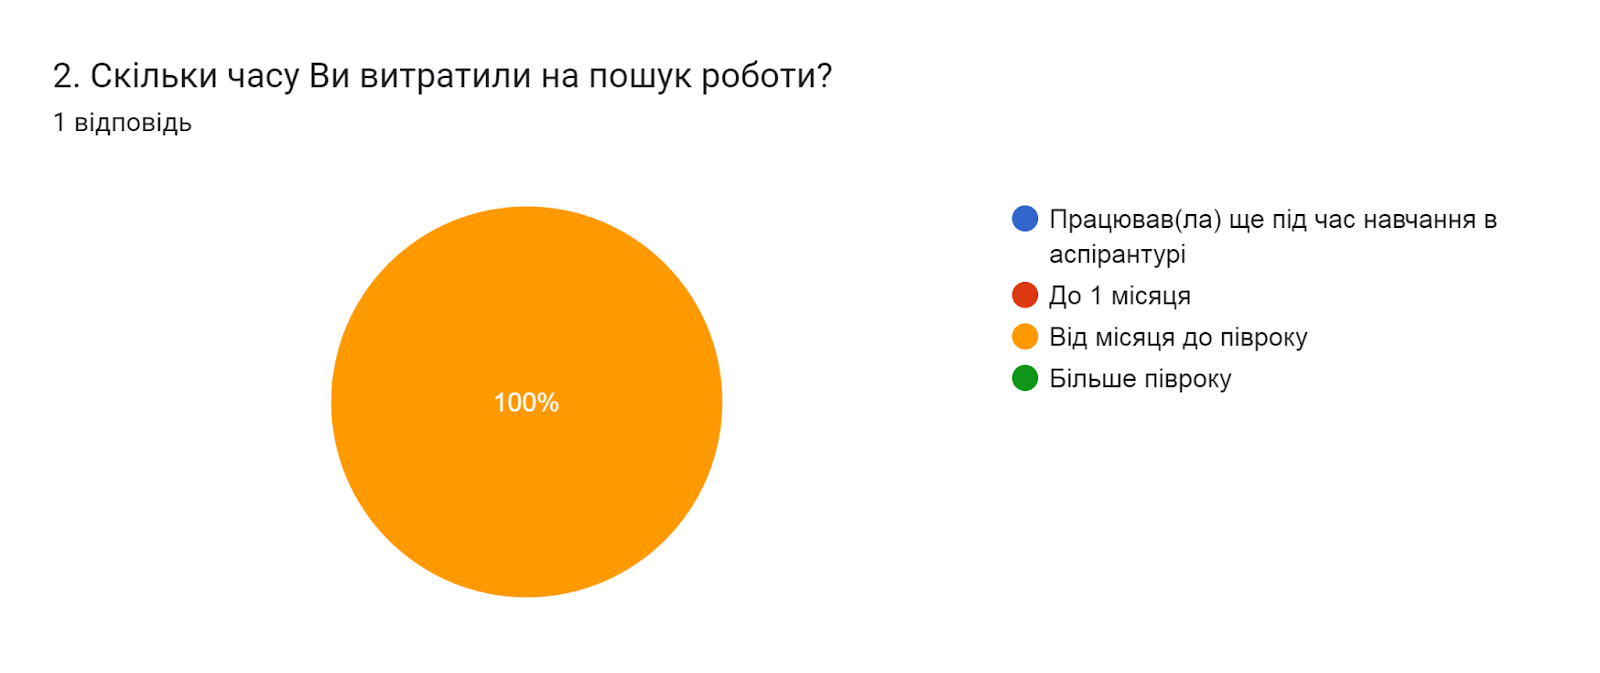 2. Скільки часу Ви витратили на пошук роботи?
1 відповідь
100%
Працював(ла) ще під час навчання в
аспірантурі
До 1 місяця
Від місяця до півроку
Більше півроку